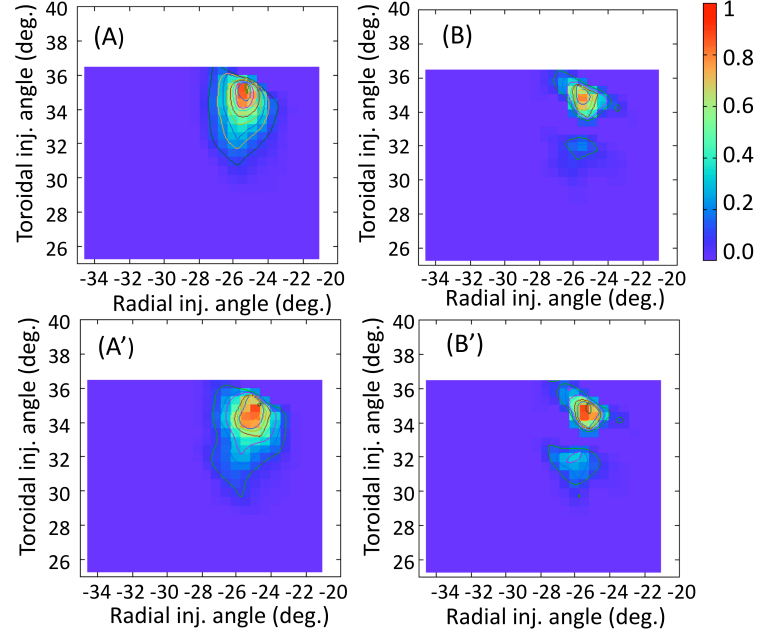 40
38
36
34
32
30
28
26
Toroidal inj. angle (deg.)
(A)
-34 -32 -30 -28 -26 -24 -22 -20
Radial inj. angle (deg.)
40
38
36
34
32
30
28
26
Toroidal inj. angle (deg.)
(B)
-34 -32 -30 -28 -26 -24 -22 -20
Radial inj. angle (deg.)
1
0.8
0.6
0.4
0.2
0.0
40
38
36
34
32
30
28
26
Toroidal inj. angle (deg.)
(A’)
-34 -32 -30 -28 -26 -24 -22 -20
Radial inj. angle (deg.)
40
38
36
34
32
30
28
26
Toroidal inj. angle (deg.)
(B’)
-34 -32 -30 -28 -26 -24 -22 -20
Radial inj. angle (deg.)